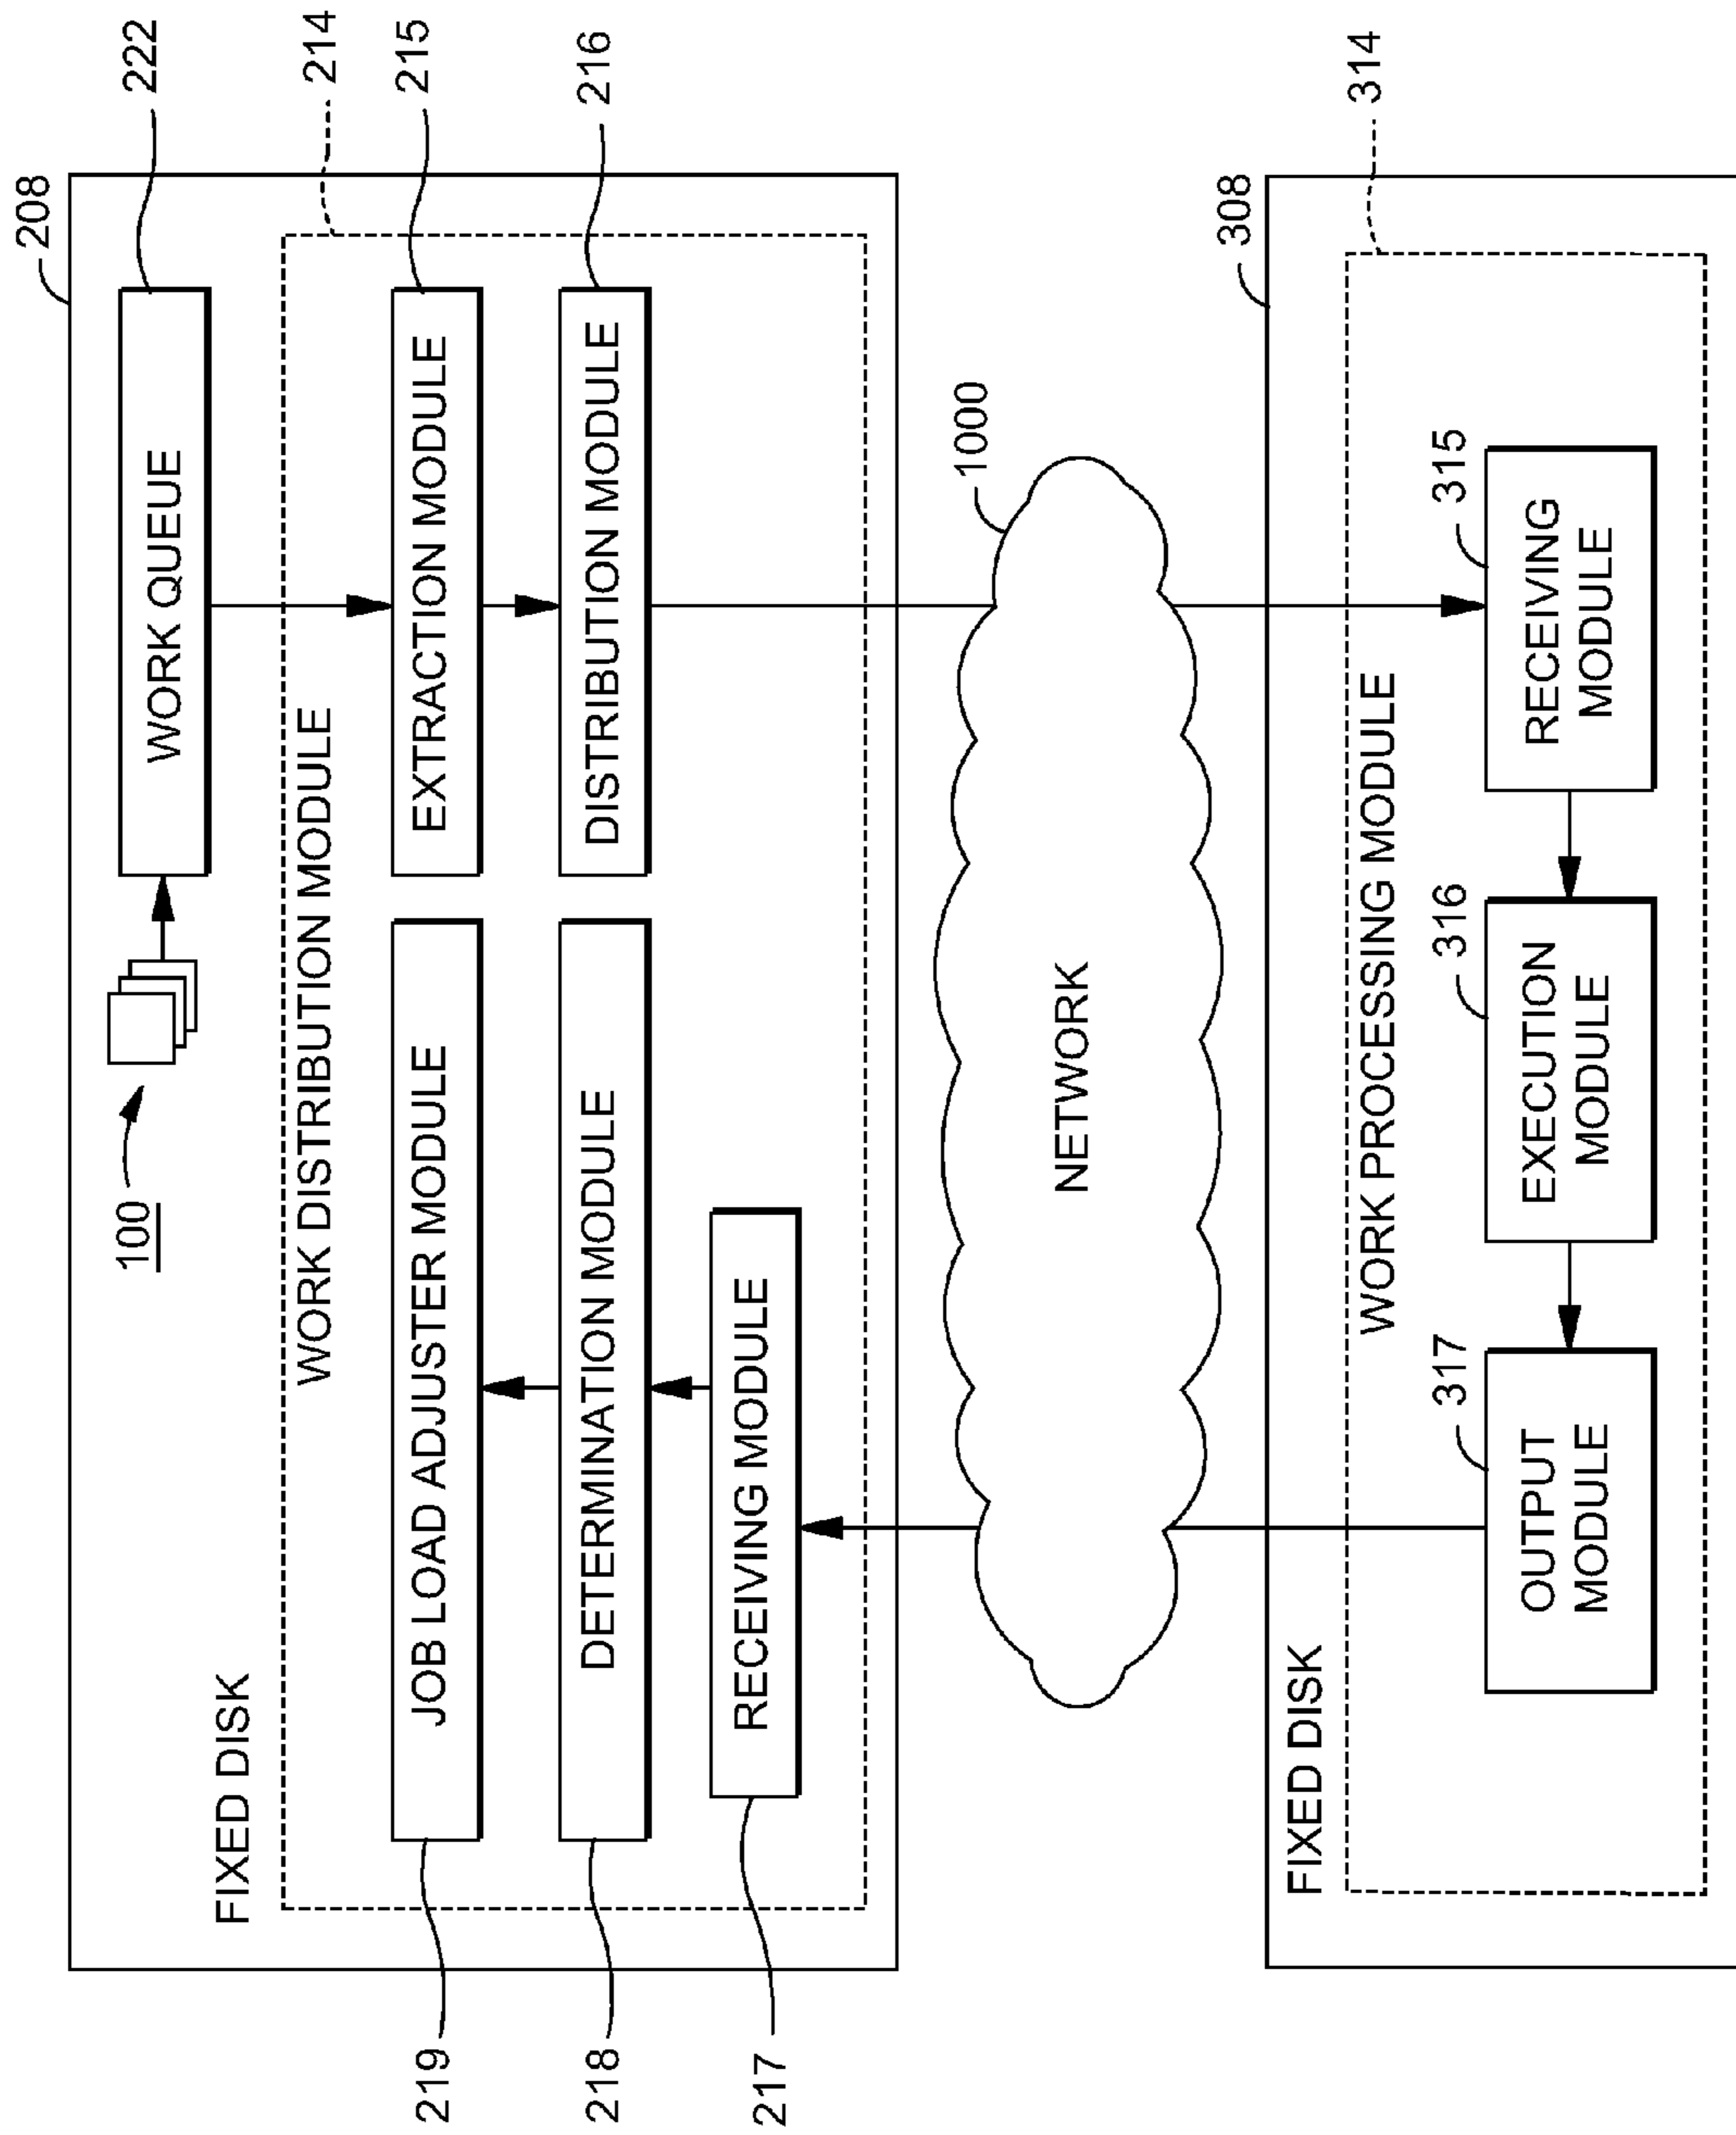 208
222
WORK QUEUE
100
FIXED DISK
214
WORK DISTRIBUTION MODULE
215
EXTRACTION MODULE
219
JOB LOAD ADJUSTER MODULE
216
DISTRIBUTION MODULE
218
DETERMINATION MODULE
217
RECEIVING MODULE
1000
NETWORK
308
FIXED DISK
314
WORK PROCESSING MODULE
317
OUTPUT
MODULE
316
EXECUTION
MODULE
315
RECEIVING
MODULE